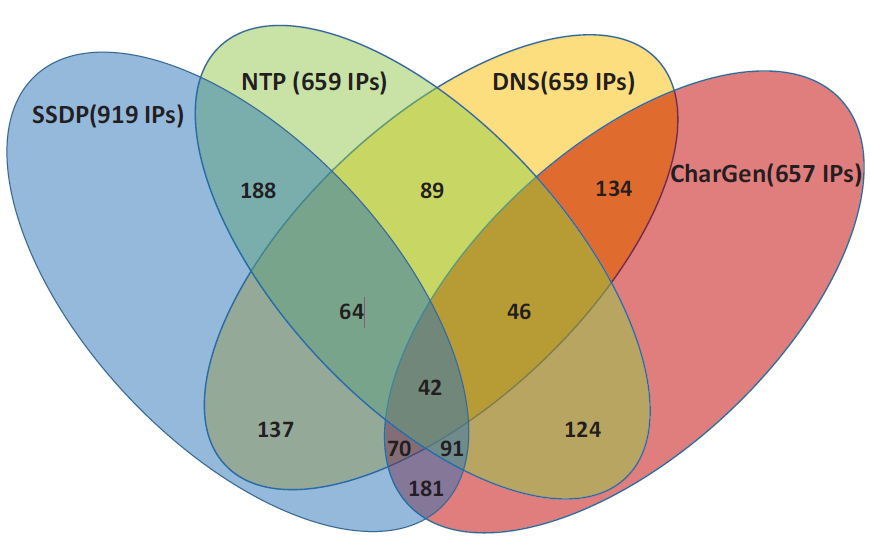 NTP (659 IPs)
DNS(659 IPs)
SSDP(919 IPs)
CharGen(657 IPs)
188
89
134
64
46
42
137
124
70
91
181